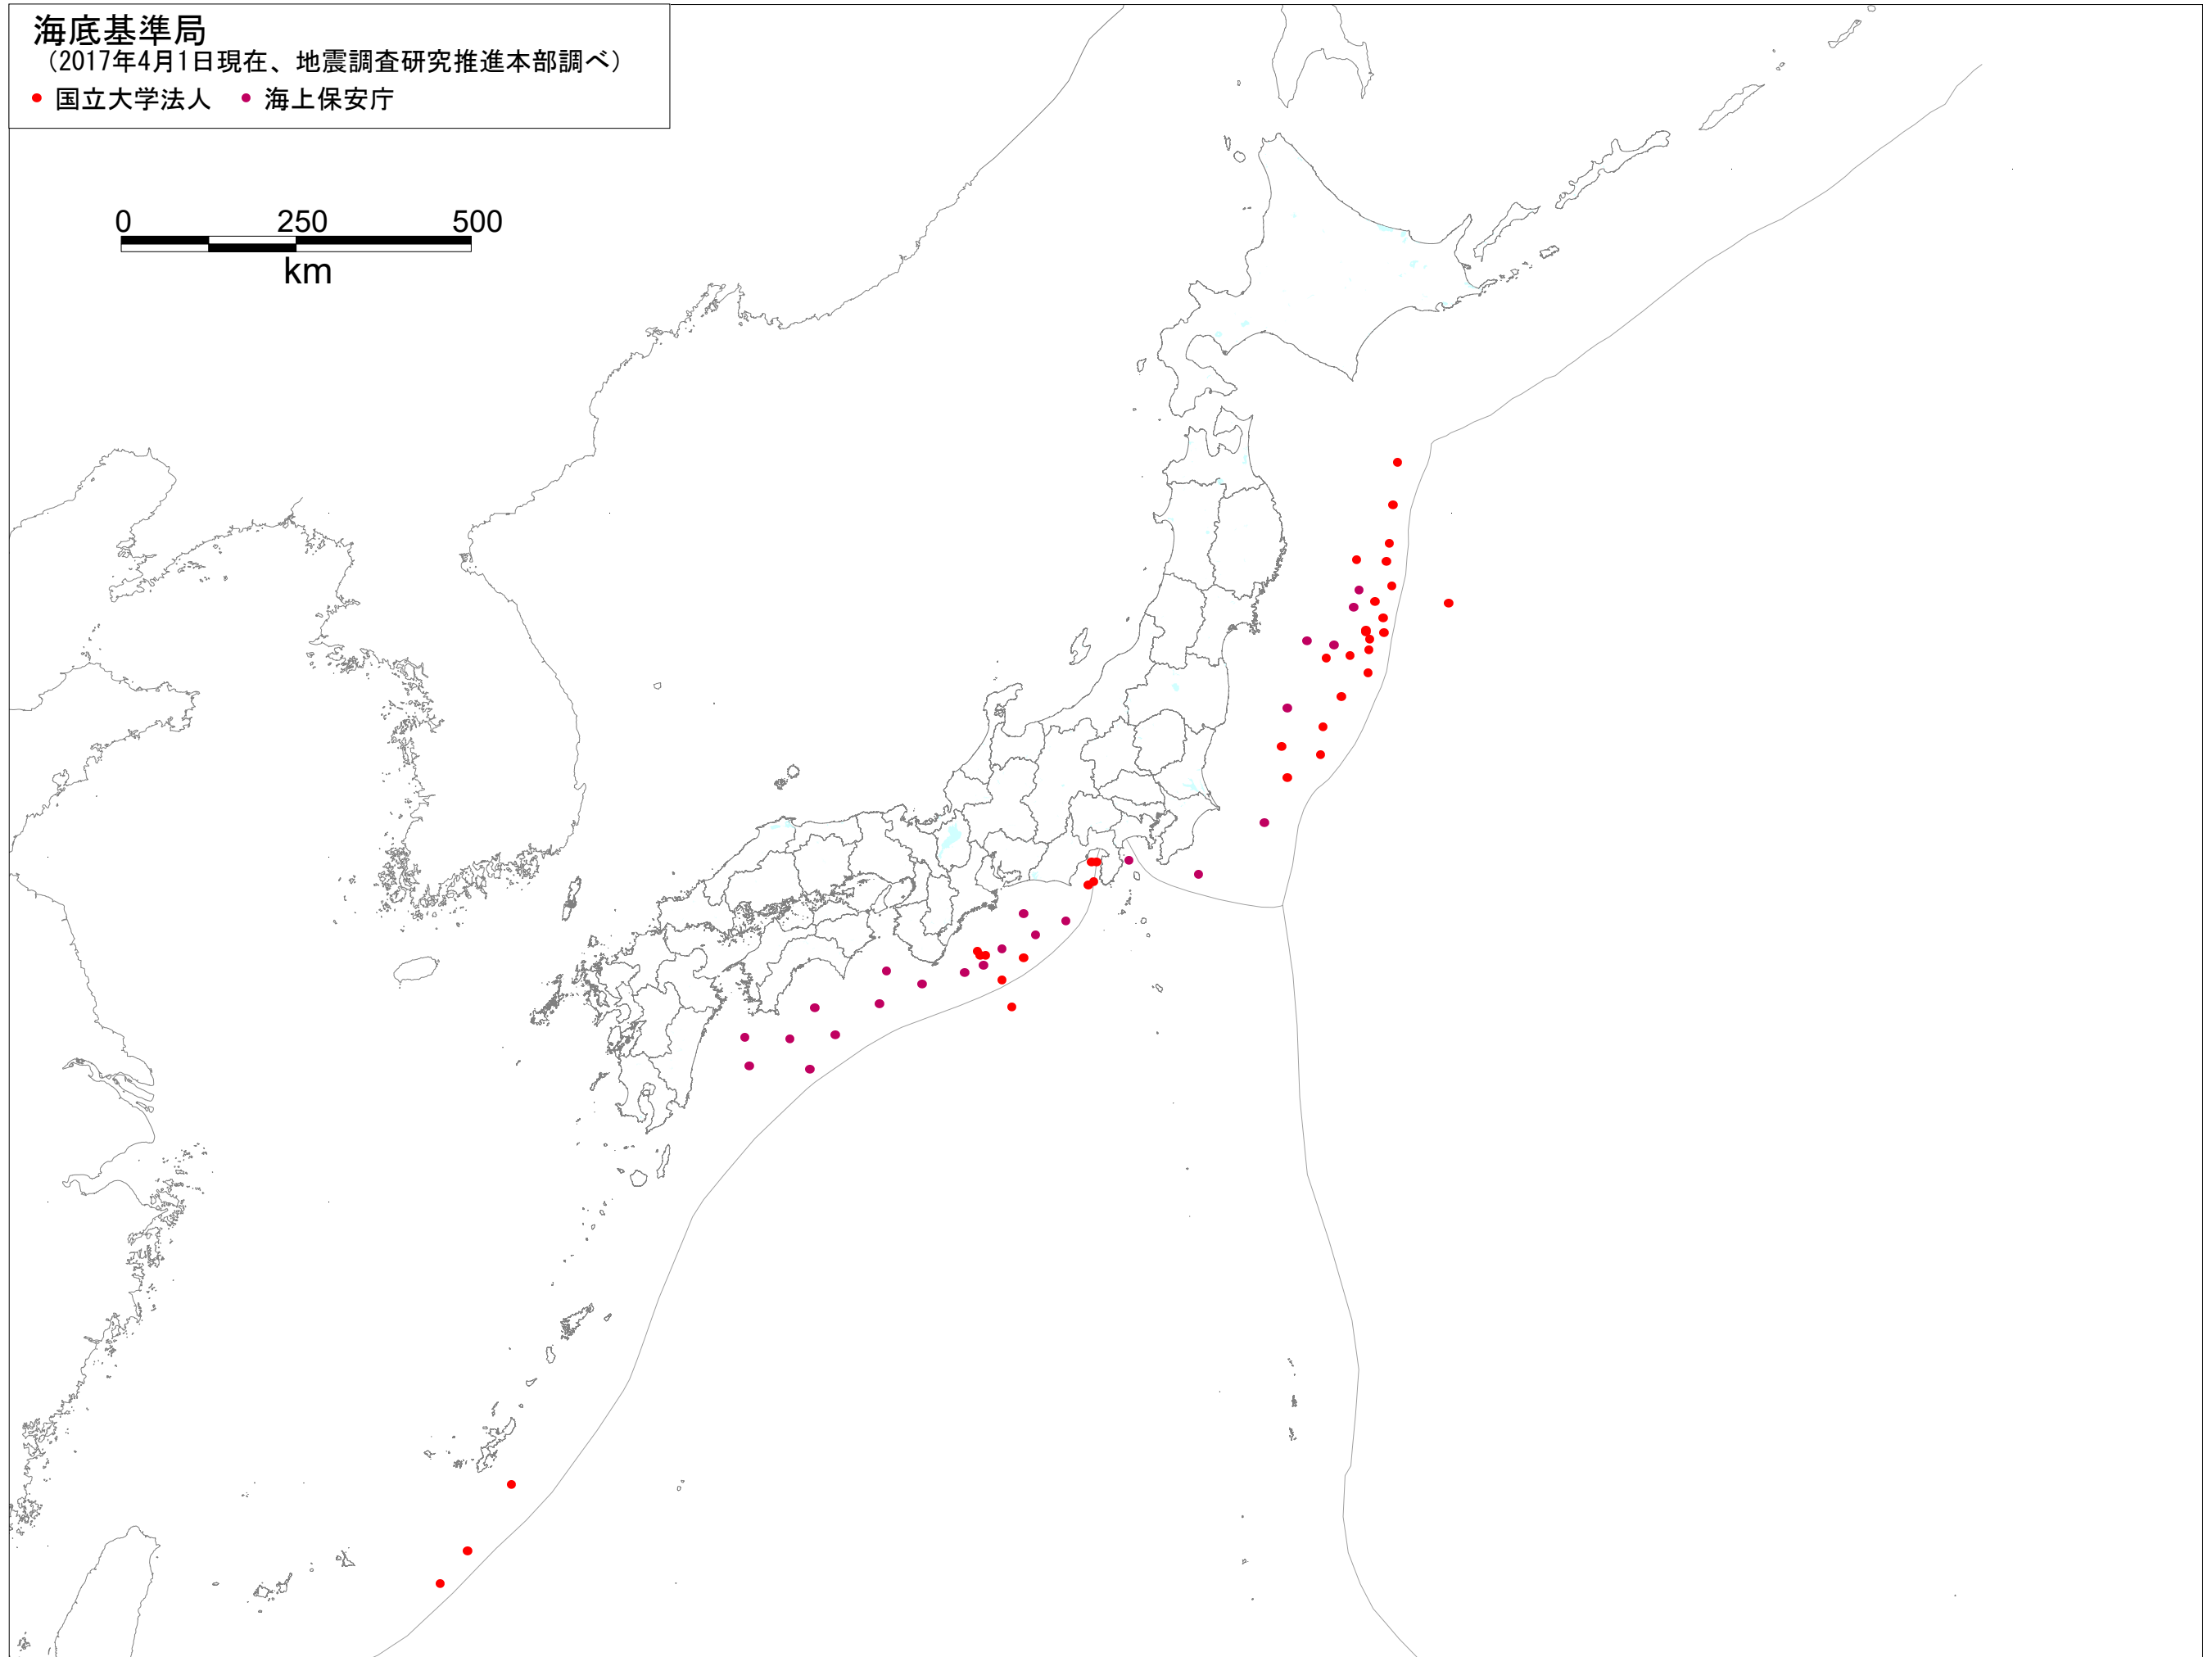 海底基準局
（2017年4月1日現在、地震調査研究推進本部調べ）
国立大学法人 海上保安庁
0 250 500
km